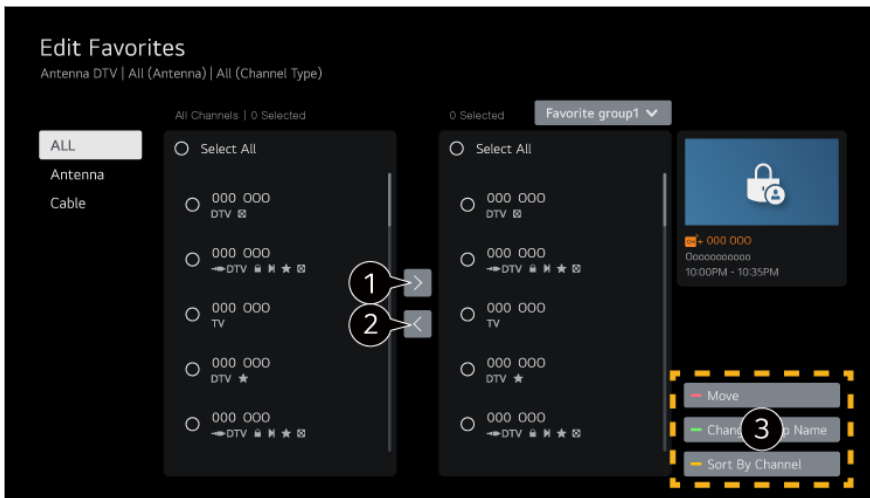 Edit Favorites
Antenna DTV | All (Antenna) | All (Channel Type)
All Channels | 0 Selected
0 Selected
Favorite group1
ALL
Antenna
Cable
Select All
000 000
DTV
000 000
DTV
000 000
TV
000 000
DTV
000 000
DTV
1
2
Select All
000 000
DTV
000 000
DTV
000 000
TV
000 000
DTV
000 000
DTV
CH+ 000 000
Oooooooooo
10:00PM - 10:35PM
Move
3
Name
Sort By Channel